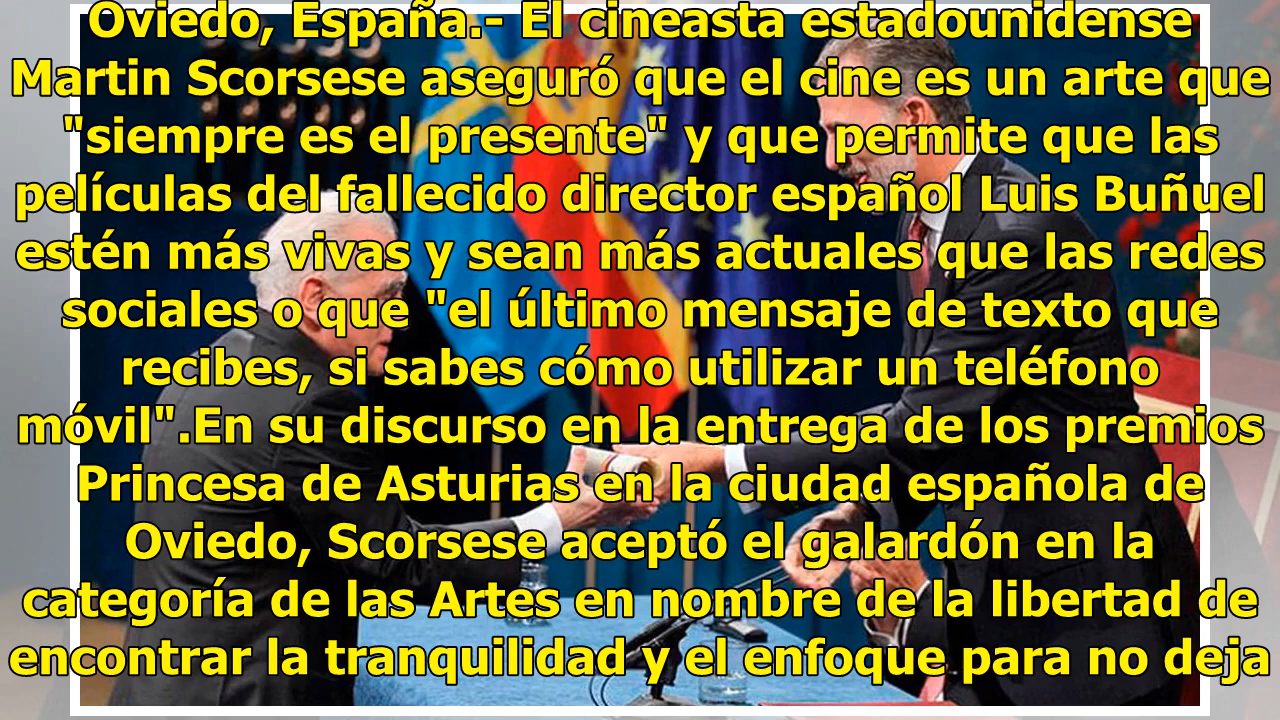 Oviedo, España.- El cineasta estadounidense
Martin Scorsese aseguró que el cine es un arte que
"siempre es el presente" y que permite que las
películas del fallecido director español Luis Buñuel
estén más vivas y sean más actuales que las redes
sociales o que "el último mensaje de texto que
recibes, si sabes cómo utilizar un teléfono
móvil".En su discurso en la entrega de los premios
Princesa de Asturias en la ciudad española de
Oviedo, Scorsese aceptó el galardón en la
categoría de las Artes en nombre de la libertad de
encontrar la tranquilidad y el enfoque para no deja